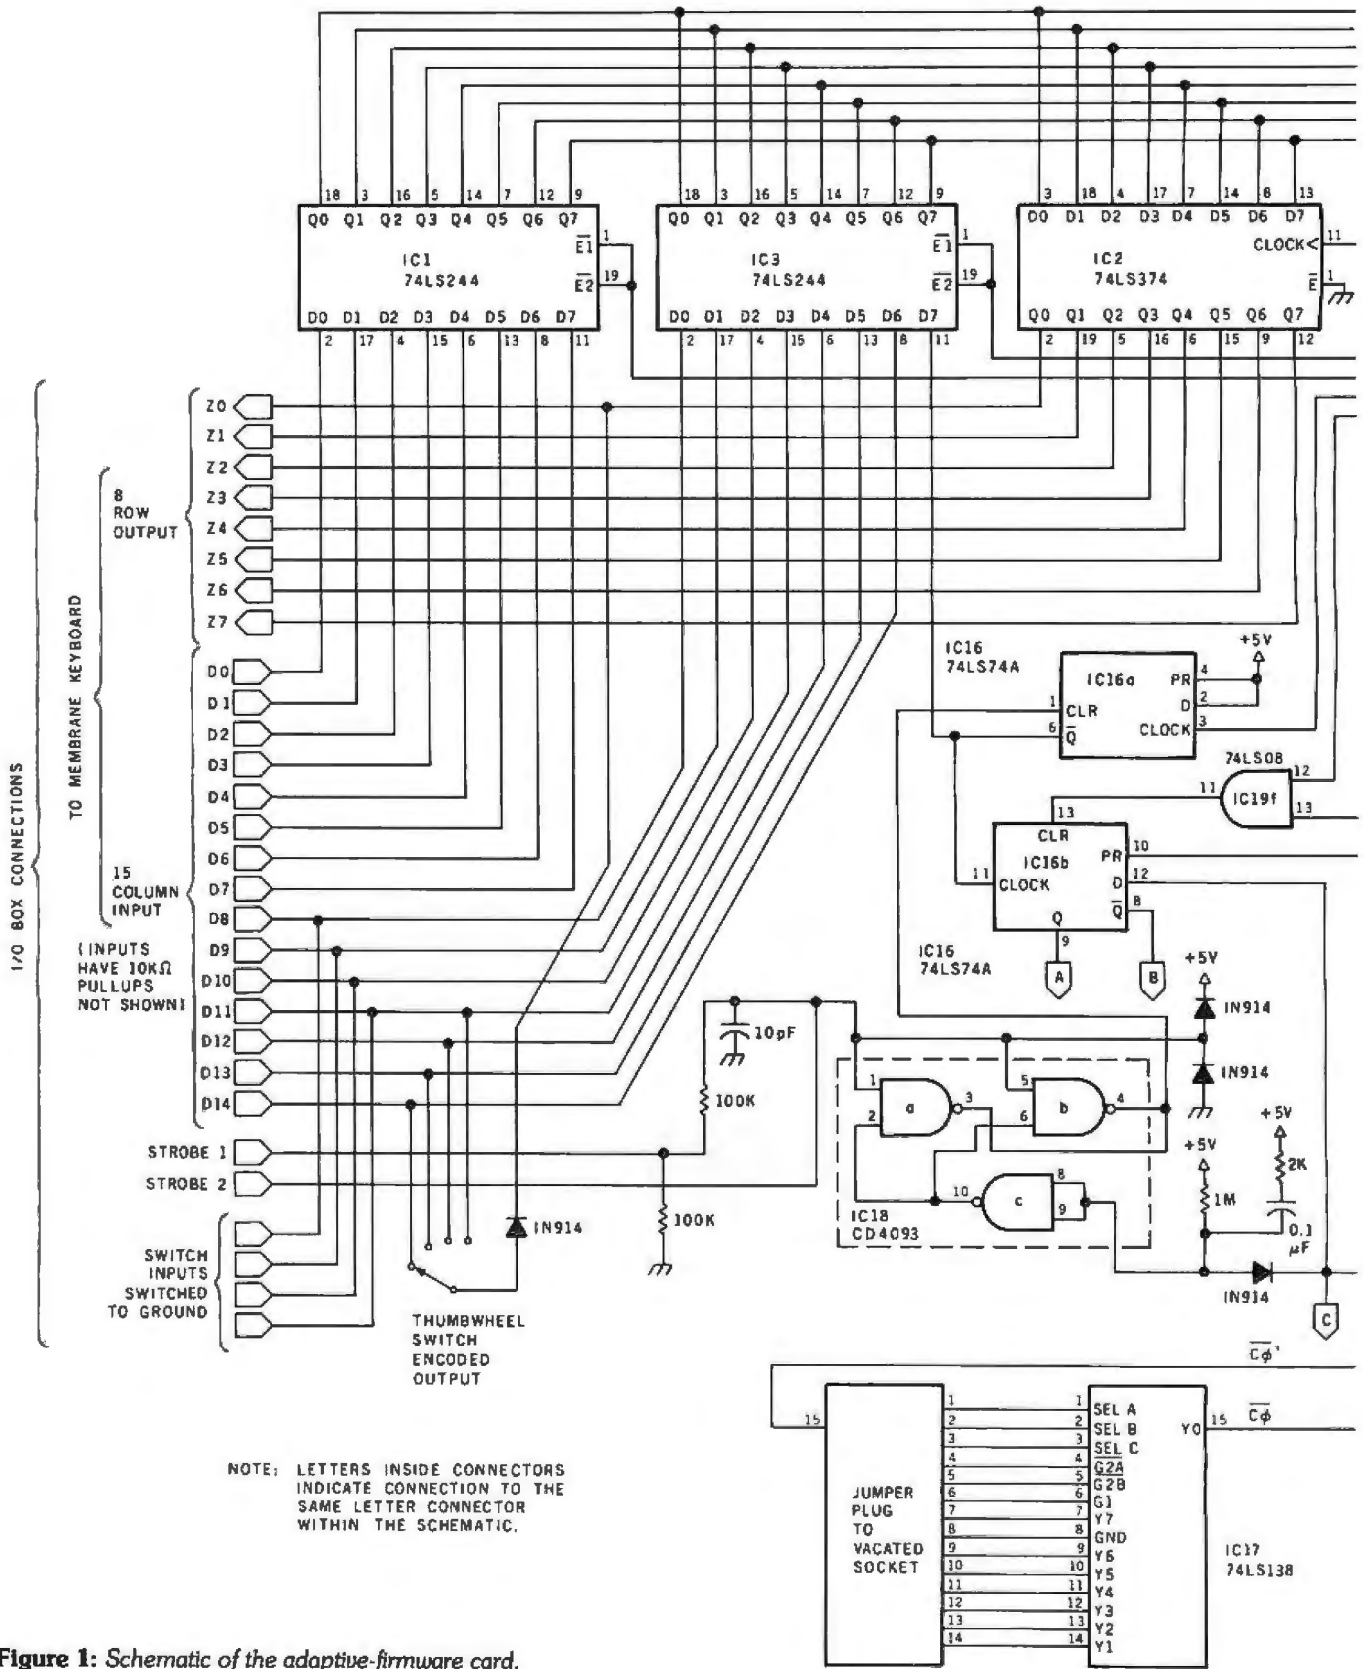 18 3 16 5 14 7 12 9
Q0 Q1 Q2 Q3 Q4 Q5 Q6 Q7
E1 1
IC1
74LS244
E2 19
D0 D1 D2 D3 D4 D5 D6 D7
2 17 4 15 6 13 8 11
18 3 16 5 14 7 12 9
Q0 Q1 Q2 Q3 Q4 Q5 Q6 Q7
E1 1
IC3
74LS244
E2 19
D0 D1 D2 D3 D4 D5 D6 D7
2 17 4 15 6 13 8 11
3 18 4 17 7 14 8 13
D0 D1 D2 D3 D4 D5 D6 D7
CLOCK 11
IC2
74LS374
E 1
Q0 Q1 Q2 Q3 Q4 Q5 Q6 Q7
2 19 5 16 6 15 9 12
I/O BOX CONNECTIONS
TO MEMBRANE KEYBOARD
8
ROW
OUTPUT
Z0
Z1
Z2
Z3
Z4
Z5
Z6
Z7
15
COLUMN
INPUT
(INPUTS
HAVE 10KΩ
PULLUPS
NOT SHOWN)
D0
D1
D2
D3
D4
D5
D6
D7
D8
D9
D10
D11
D12
D13
D14
STROBE 1
STROBE 2
SWITCH
INPUTS
SWITCHED
TO GROUND
THUMBWHEEL
SWITCH
ENCODED
OUTPUT
IN914
100K
100K
10pF
IC16
74LS74A
IC16a
PR 4
D 2
CLOCK 3
1 CLR
6 Q
+5V
74LS08
IC19f
11 12
13
13
CLR
IC16b
PR 10
D 12
Q 8
11 CLOCK
Q
9
IC16
74LS74A
A
B
+5V
IN914
IN914
1
2
a
3
5
6
b
4
10
c
8
9
IC18
CD4093
+5V
1M
+5V
2K
0.1
µF
IN914
C
Cϕ'
15
JUMPER
PLUG
TO
VACATED
SOCKET
1 1 SEL A
2 2 SEL B
3 3 SEL C
4 4 G2A
5 5 G2B
6 6 G1
7 7 Y7
8 8 GND
9 9 Y6
10 10 Y5
11 11 Y4
12 12 Y3
13 13 Y2
14 14 Y1
Y0 15 Cϕ
IC17
74LS138
NOTE: LETTERS INSIDE CONNECTORS
INDICATE CONNECTION TO THE
SAME LETTER CONNECTOR
WITHIN THE SCHEMATIC.
Figure 1: Schematic of the adaptive-firmware card.